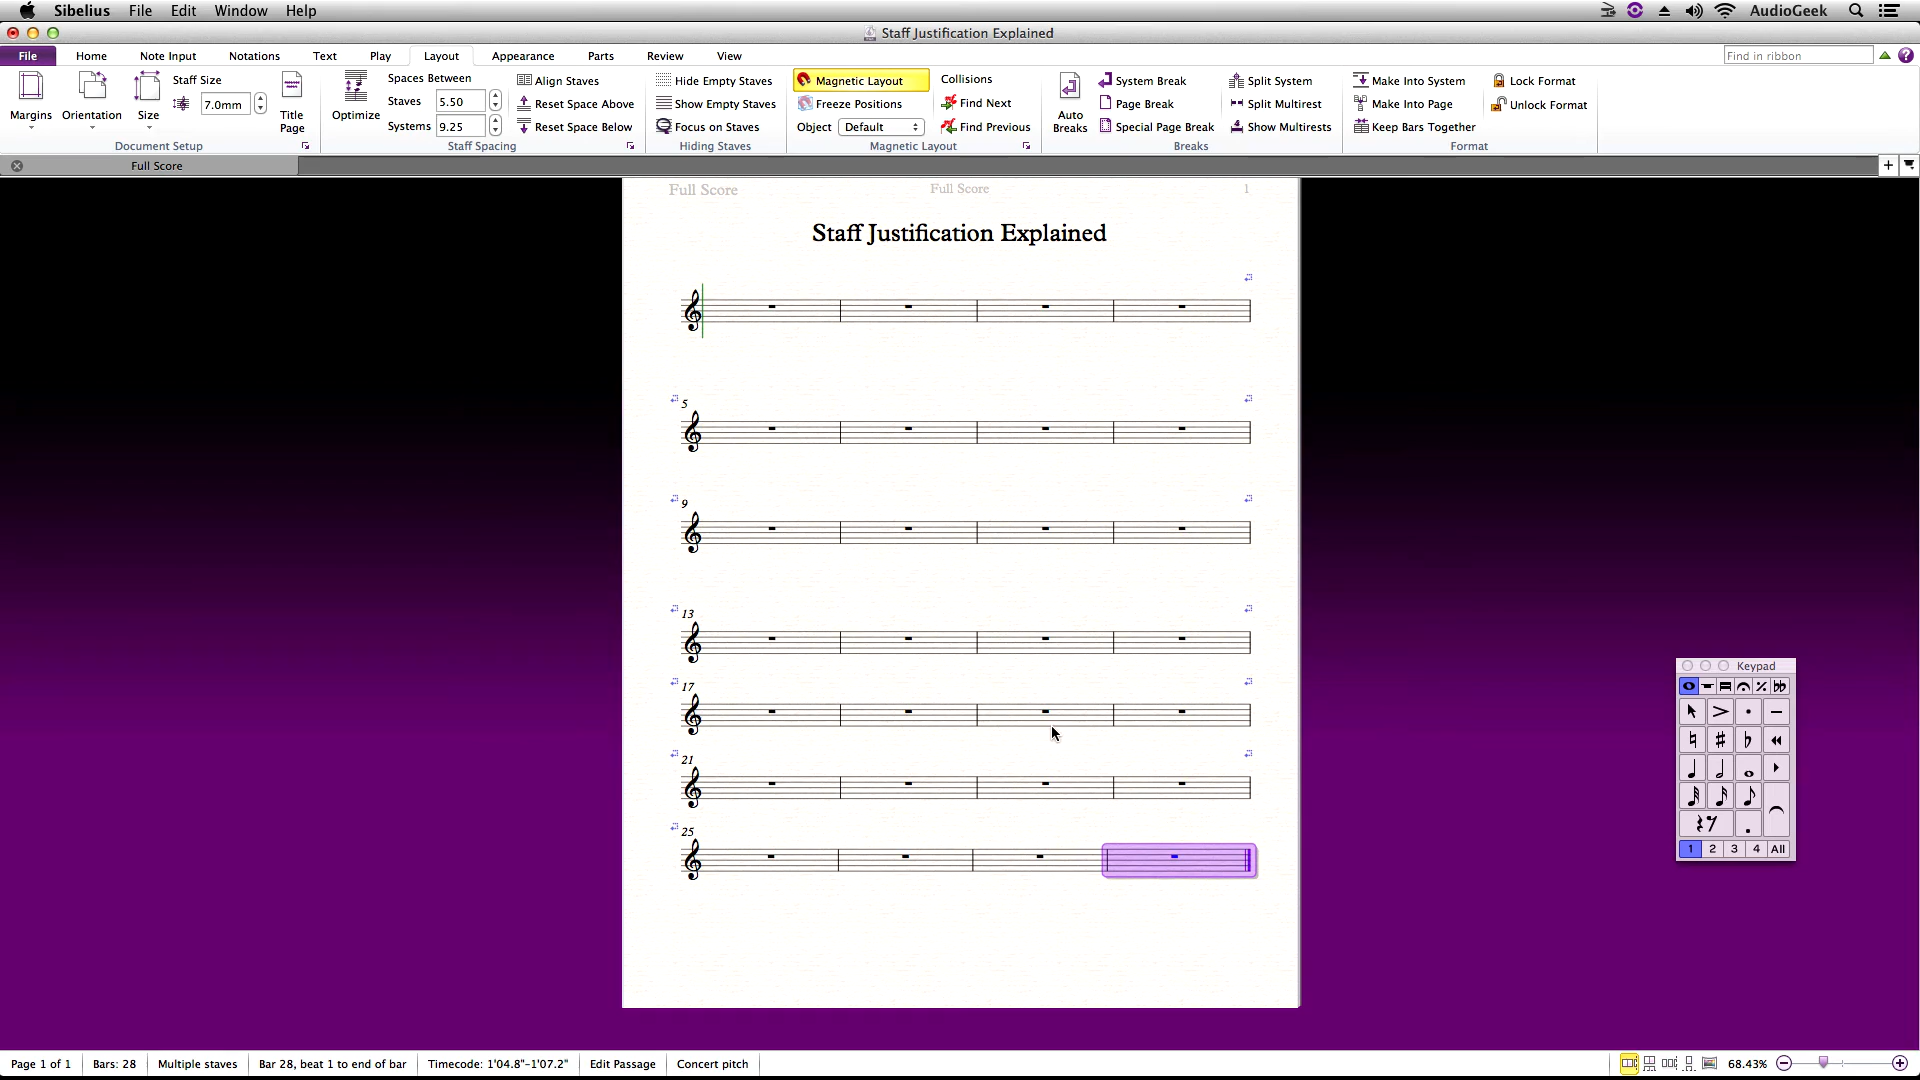 Sibelius File Edit Window Help AudioGeek
Staff Justification Explained
File Home Note Input Notations Text Play Layout Appearance Parts Review View Find in ribbon
Margins Orientation Size Staff Size 7.0mm Title Page
Document Setup
Optimize Spaces Between Staves 5.50 Systems 9.25
Align Staves
Reset Space Above
Reset Space Below
Staff Spacing
Hide Empty Staves
Show Empty Staves
Focus on Staves
Hiding Staves
Magnetic Layout
Freeze Positions
Object Default
Collisions
Find Next
Find Previous
Magnetic Layout
Auto Breaks
System Break
Page Break
Special Page Break
Split System
Split Multirest
Show Multirests
Breaks
Make Into System
Make Into Page
Keep Bars Together
Lock Format
Unlock Format
Format
Full Score
Full Score Full Score 1
Staff Justification Explained
5
9
13
17
21
25
Keypad
1 2 3 4 All
Page 1 of 1 Bars: 28 Multiple staves Bar 28, beat 1 to end of bar Timecode: 1'04.8"-1'07.2" Edit Passage Concert pitch 68.43%